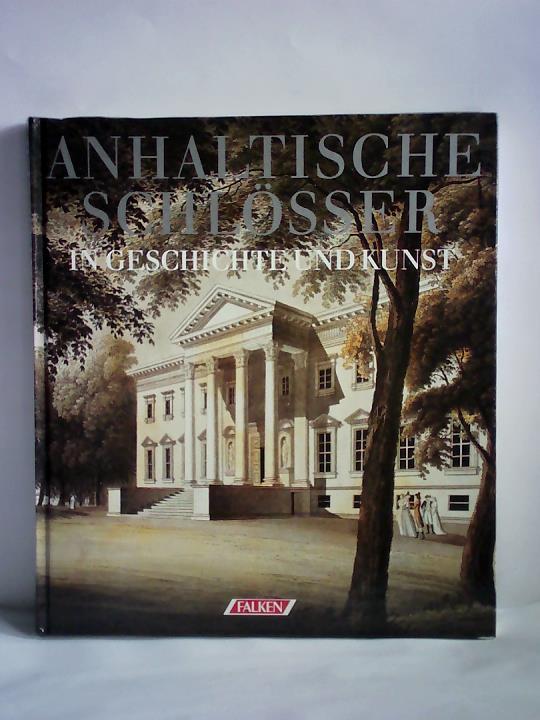 ANHALTISCHE
SCHLÖSSER
IN GESCHICHTE UND KUNST
FALKEN